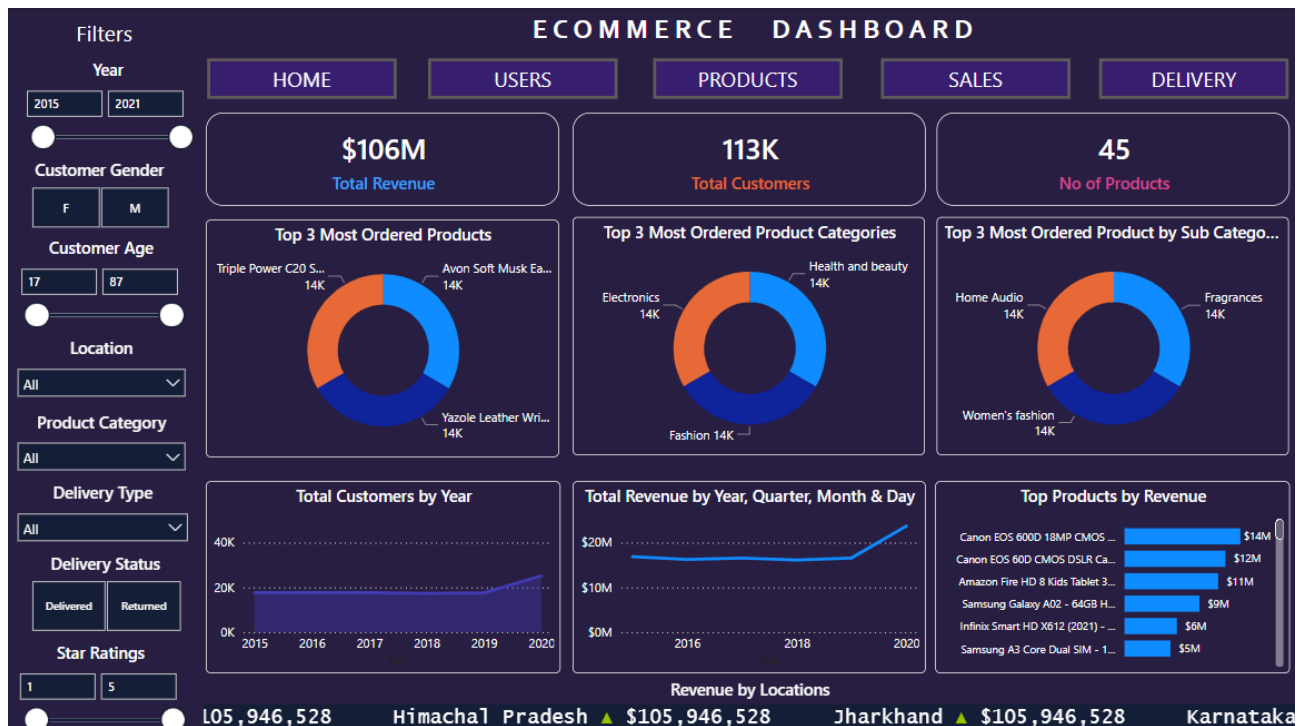 ECOMMERCE DASHBOARD
Filters
Year
2015 2021
Customer Gender
F M
Customer Age
17 87
Location
All
Product Category
All
Delivery Type
All
Delivery Status
Delivered Returned
Star Ratings
1 5
HOME USERS PRODUCTS SALES DELIVERY
$106M
Total Revenue
113K
Total Customers
45
No of Products
Top 3 Most Ordered Products
Triple Power C20 S...
14K
Avon Soft Musk Ea...
14K
Yazole Leather Wri...
14K
Top 3 Most Ordered Product Categories
Health and beauty
14K
Electronics
14K
Fashion 14K
Top 3 Most Ordered Product by Sub Catego...
Home Audio
14K
Fragrances
14K
Women's fashion
14K
Total Customers by Year
40K
20K
0K
2015 2016 2017 2018 2019 2020
Total Revenue by Year, Quarter, Month & Day
$20M
$10M
$0M
2016 2018 2020
Top Products by Revenue
Canon EOS 600D 18MP CMOS ... $14M
Canon EOS 60D CMOS DSLR Ca... $12M
Amazon Fire HD 8 Kids Tablet 3... $11M
Samsung Galaxy A02 - 64GB H... $9M
Infinix Smart HD X612 (2021) - ... $6M
Samsung A3 Core Dual SIM - 1... $5M
Revenue by Locations
105,946,528 Himachal Pradesh ▲ $105,946,528 Jharkhand ▲ $105,946,528 Karnataka